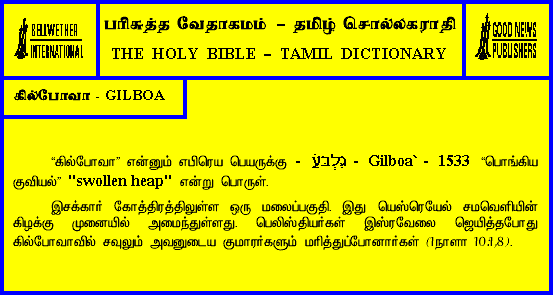 BELLWETHER
INTERNATIONAL
பரிசுத்த வேதாகமம் – தமிழ் சொல்லகராதி
THE HOLY BIBLE – TAMIL DICTIONARY
GOOD NEWS
PUBLISHERS
கில்போவா - GILBOA
“கில்போவா” என்னும் எபிரெய பெயருக்கு - גִּלְבֹּעַ - Gilboa` - 1533 “பொங்கிய
குவியல்” "swollen heap" என்று பொருள்.
இசக்கார் கோத்திரத்திலுள்ள ஒரு மலைப்பகுதி. இது யெஸ்ரெயேல் சமவெளியின்
கிழக்கு முனையில் அமைந்துள்ளது. பெலிஸ்தியர்கள் இஸ்ரவேலை ஜெயித்தபோது
கில்போவாவில் சவுலும் அவனுடைய குமாரர்களும் மரித்துப்போனார்கள் (1நாளா 10:1,8).